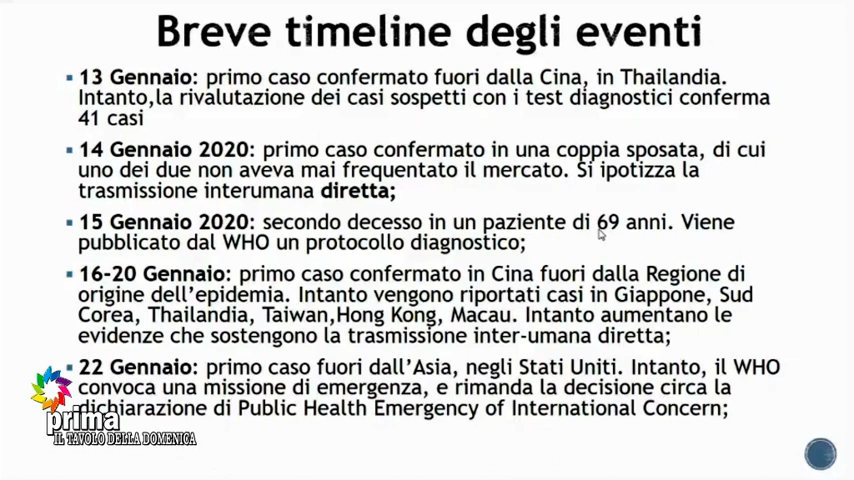 Breve timeline degli eventi
13 Gennaio: primo caso confermato fuori dalla Cina, in Thailandia.
Intanto,la rivalutazione dei casi sospetti con i test diagnostici conferma
41 casi
14 Gennaio 2020: primo caso confermato in una coppia sposata, di cui
uno dei due non aveva mai frequentato il mercato. Si ipotizza la
trasmissione interumana diretta;
15 Gennaio 2020: secondo decesso in un paziente di 69 anni. Viene
pubblicato dal WHO un protocollo diagnostico;
16-20 Gennaio: primo caso confermato in Cina fuori dalla Regione di
origine dell'epidemia. Intanto vengono riportati casi in Giappone, Sud
Corea, Thailandia, Taiwan,Hong Kong, Macau. Intanto aumentano le
evidenze che sostengono la trasmissione inter-umana diretta;
22 Gennaio: primo caso fuori dall'Asia, negli Stati Uniti. Intanto, il WHO
convoca una missione di emergenza, e rimanda la decisione circa la
dichiarazione di Public Health Emergency of International Concern;
prima
IL TAVOLO DELLA DOMENICA